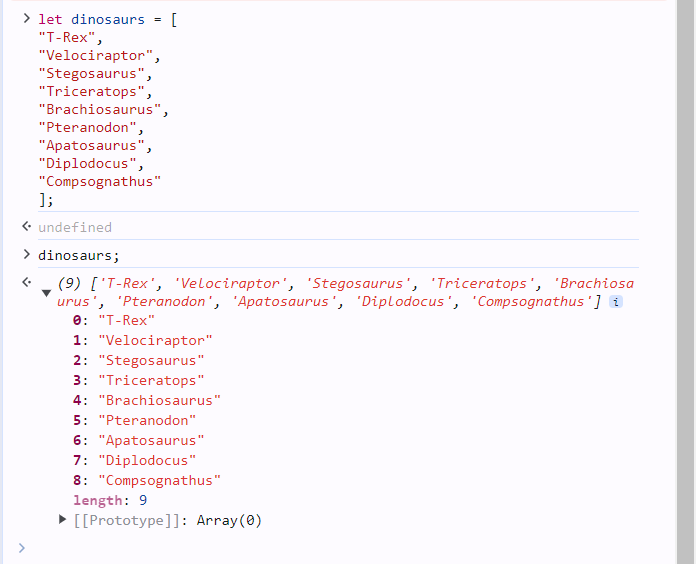 let dinosaurs = [
"T-Rex",
"Velociraptor",
"Stegosaurus",
"Triceratops",
"Brachiosaurus",
"Pteranodon",
"Apatosaurus",
"Diplodocus",
"Compsognathus"
];
undefined
dinosaurs;
(9) ['T-Rex', 'Velociraptor', 'Stegosaurus', 'Triceratops', 'Brachiosa
urus', 'Pteranodon', 'Apatosaurus', 'Diplodocus', 'Compsognathus'] i
0: "T-Rex"
1: "Velociraptor"
2: "Stegosaurus"
3: "Triceratops"
4: "Brachiosaurus"
5: "Pteranodon"
6: "Apatosaurus"
7: "Diplodocus"
8: "Compsognathus"
length: 9
[[Prototype]]: Array(0)